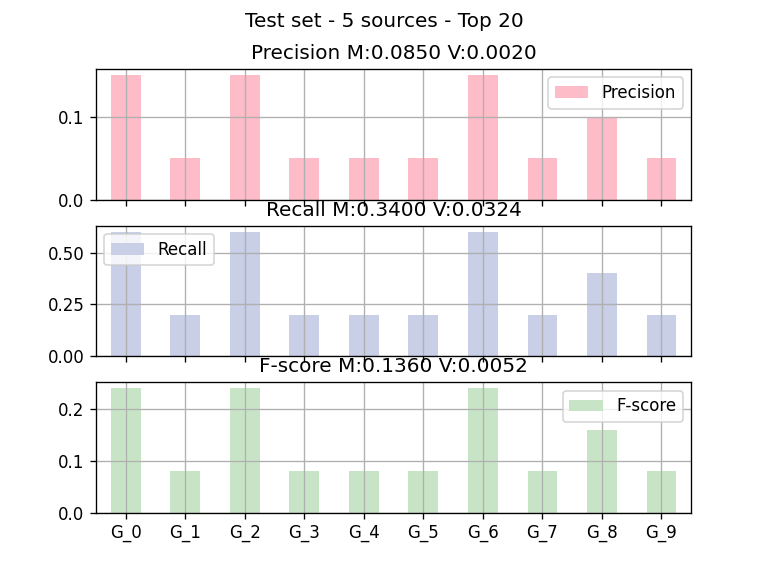 Test set - 5 sources - Top 20
Precision M:0.0850 V:0.0020
Precision
0.1
0.0
Recall M:0.3400 V:0.0324
Recall
0.50
0.25
0.00
F-score M:0.1360 V:0.0052
F-score
0.2
0.1
0.0
G_0 G_1 G_2 G_3 G_4 G_5 G_6 G_7 G_8 G_9